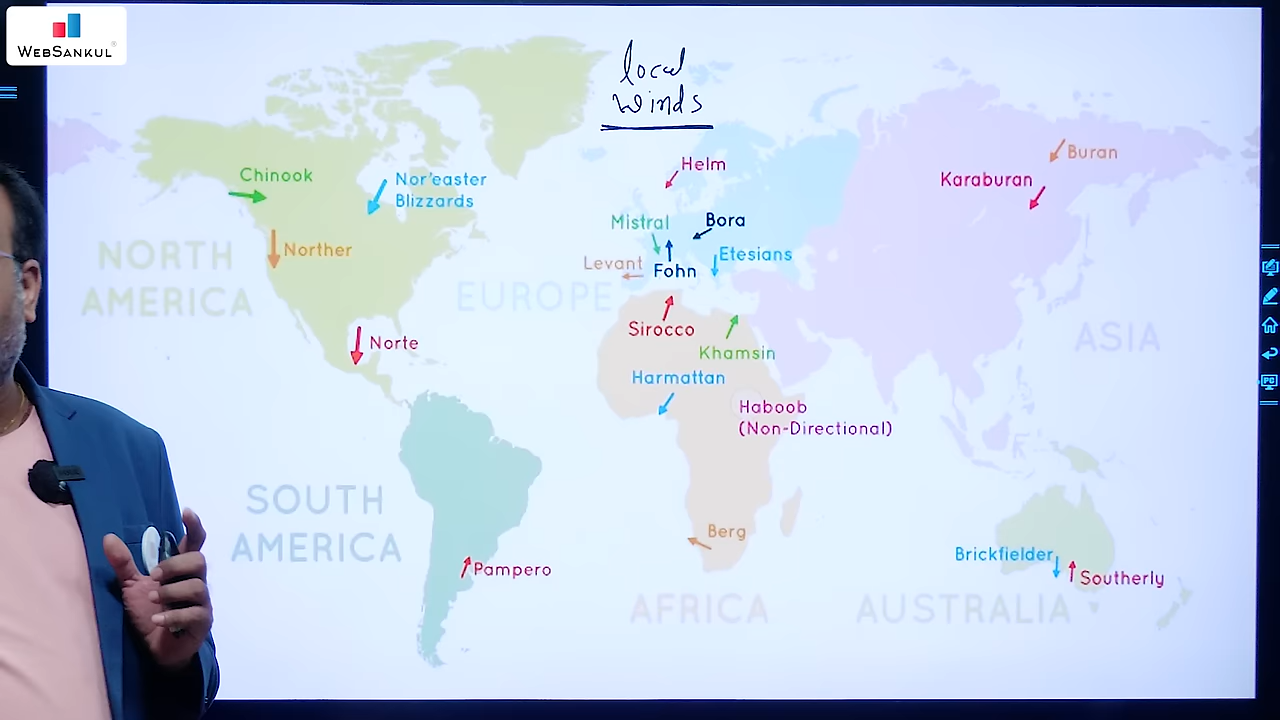 WEBSANKUL
local
winds
Helm
Buran
Chinook
Nor'easter
Blizzards
Karaburan
Mistral
Bora
NORTH
AMERICA
Norther
Levant
Fohn
Etesians
EUROPE
Sirocco
ASIA
Norte
Khamsin
Harmattan
Haboob
(Non-Directional)
SOUTH
AMERICA
Berg
Brickfielder
Pampero
Southerly
AFRICA
AUSTRALIA
PC